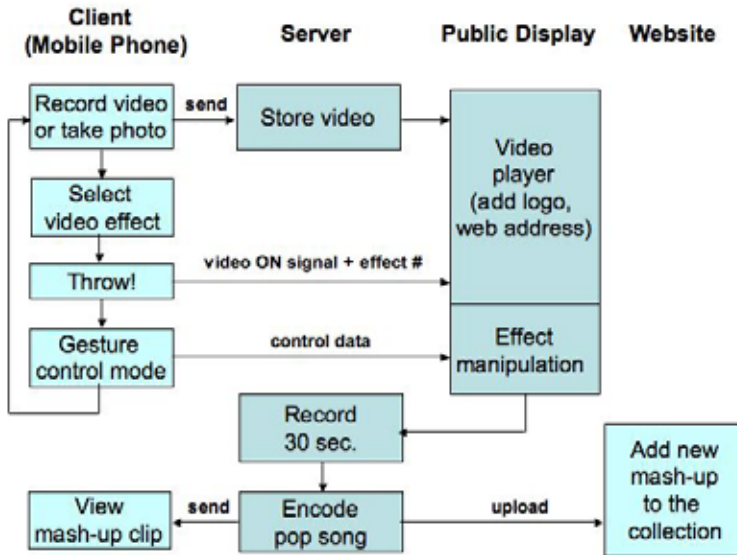 Client
(Mobile Phone)
Server
Public Display
Website
Record video
or take photo
send
Store video
Video
player
(add logo,
web address)
Select
video effect
Throw!
video ON signal + effect #
Gesture
control mode
control data
Effect
manipulation
Record
30 sec.
Add new
mash-up
to the
collection
View
mash-up clip
send
Encode
pop song
upload